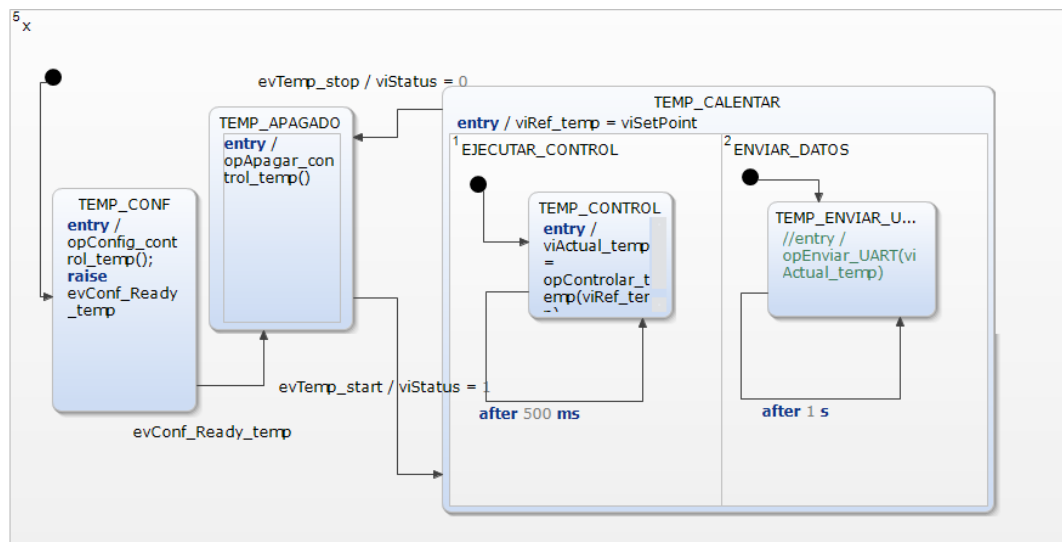 5
x
evTemp_stop / viStatus = 0
TEMP_CALENTAR
entry / viRef_temp = viSetPoint
TEMP_APAGADO
entry /
opApagar_con
trol_temp()
1 EJECUTAR_CONTROL
2 ENVIAR_DATOS
TEMP_CONF
entry /
opConfig_cont
rol_temp();
raise
evConf_Ready
_temp
TEMP_CONTROL
entry /
viActual_temp
=
opControlar_t
emp(viRef_ter
TEMP_ENVIAR_U...
//entry /
opEnviar_UART(vi
Actual_temp)
evTemp_start / viStatus = 1
after 500 ms
after 1 s
evConf_Ready_temp